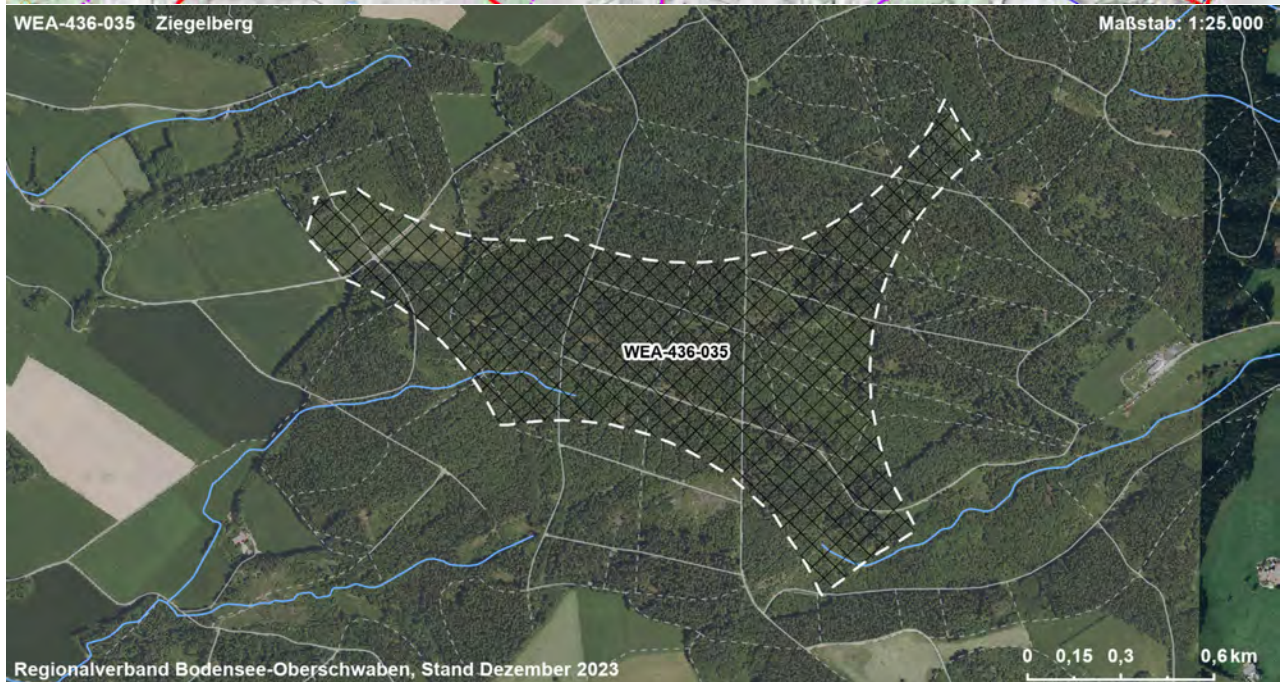 WEA-436-035 Ziegelberg
Maßstab: 1:25.000
WEA-436-035
Regionalverband Bodensee-Oberschwaben, Stand Dezember 2023
0 0,15 0,3 0,6 km